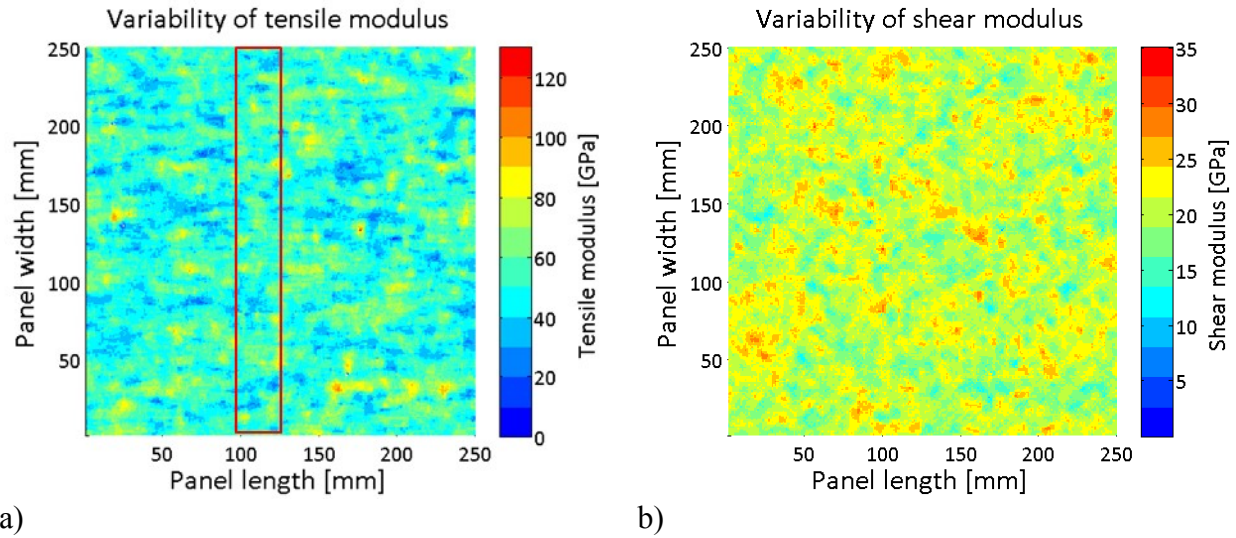 Variability of tensile modulus
250
200
150
100
50
Panel width [mm]
50 100 150 200 250
Panel length [mm]
120
100
80
60
40
20
0
Tensile modulus [GPa]
a)
Variability of shear modulus
250
200
150
100
50
Panel width [mm]
50 100 150 200 250
Panel length [mm]
35
30
25
20
15
10
5
Shear modulus [GPa]
b)